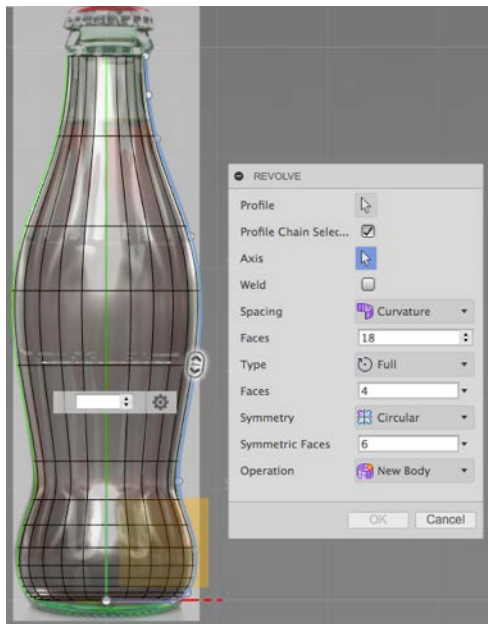 REVOLVE
Profile
Profile Chain Selec...
Axis
Weld
Spacing Curvature
Faces 18
Type Full
Faces 4
Symmetry Circular
Symmetric Faces 6
Operation New Body
OK Cancel